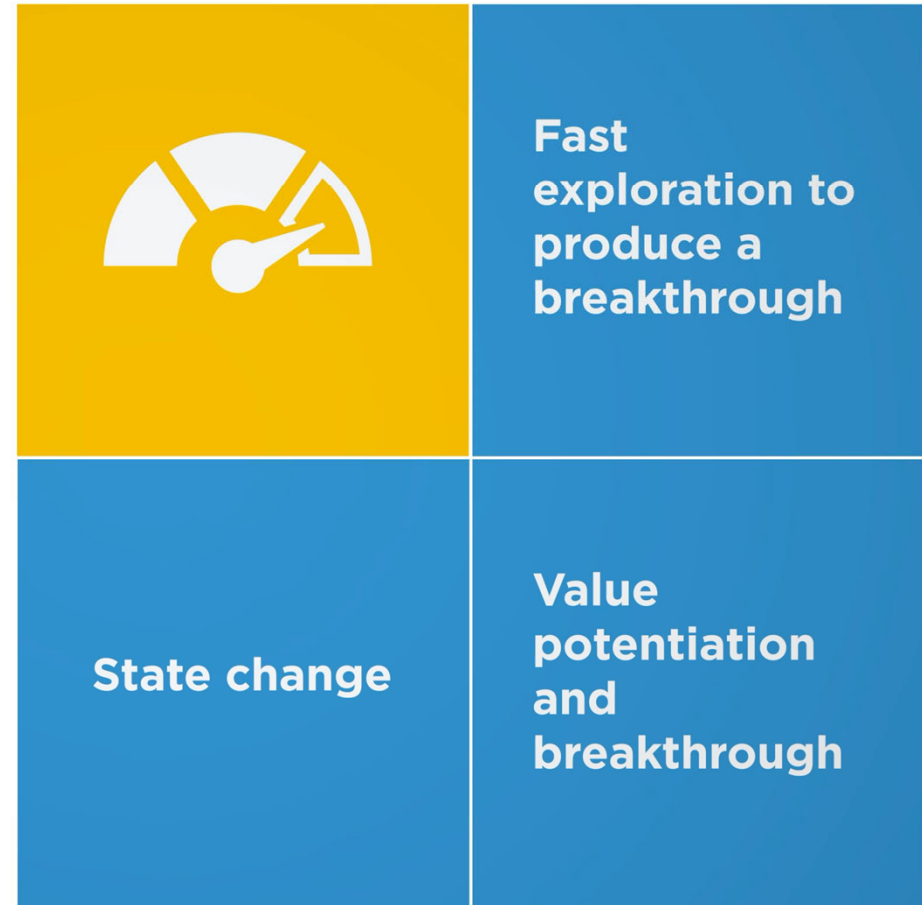 Fast
exploration to
produce a
breakthrough
State change
Value
potentiation
and
breakthrough